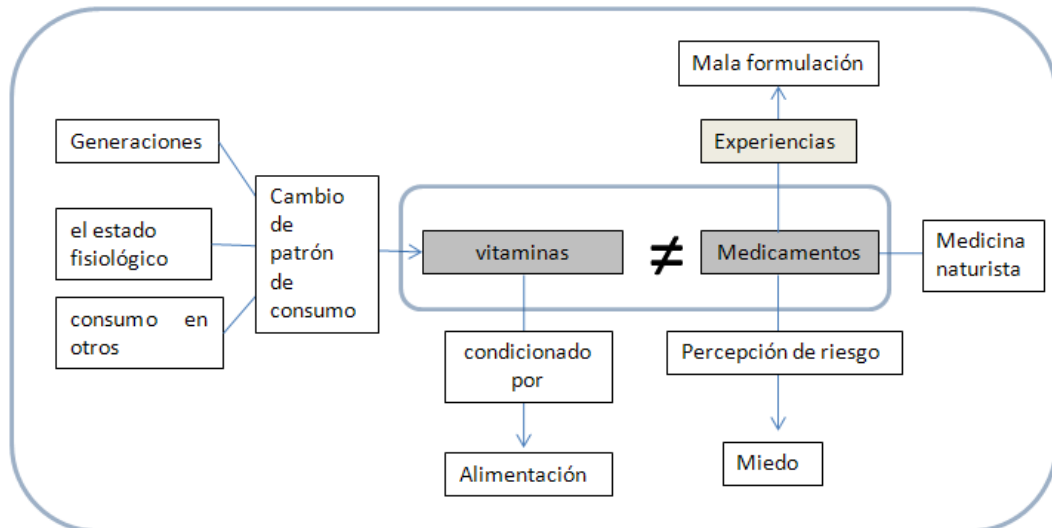 Mala formulación
Generaciones
Experiencias
Cambio
de
patrón
de
consumo
el estado
fisiológico
vitaminas
≠
Medicamentos
Medicina
naturista
consumo en
otros
condicionado
por
Percepción de riesgo
Alimentación
Miedo